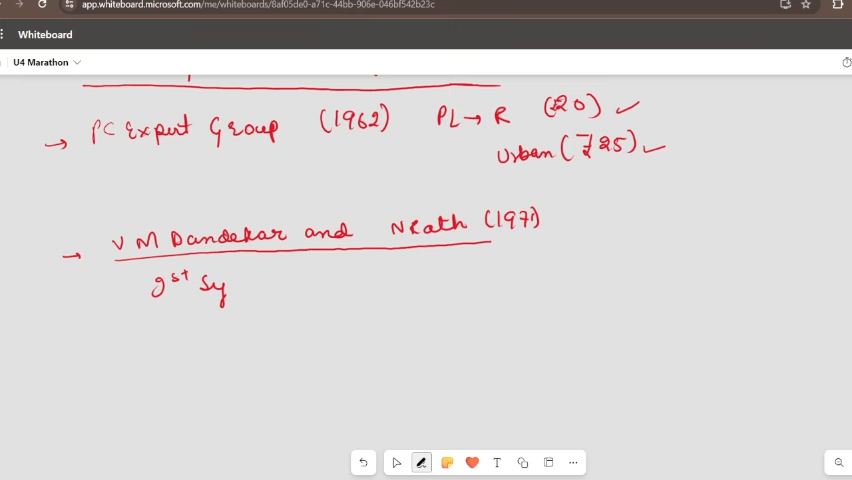 app.whiteboard.microsoft.com/me/whiteboards/8af05de0-a71c-44bb-906e-046bf542b23c
Whiteboard
U4 Marathon
→ PC Expert Group (1962) PL → R (₹20) ✓
Urban (₹25) ✓
→ V M Dandekar and N Rath (1971)
Sy
T